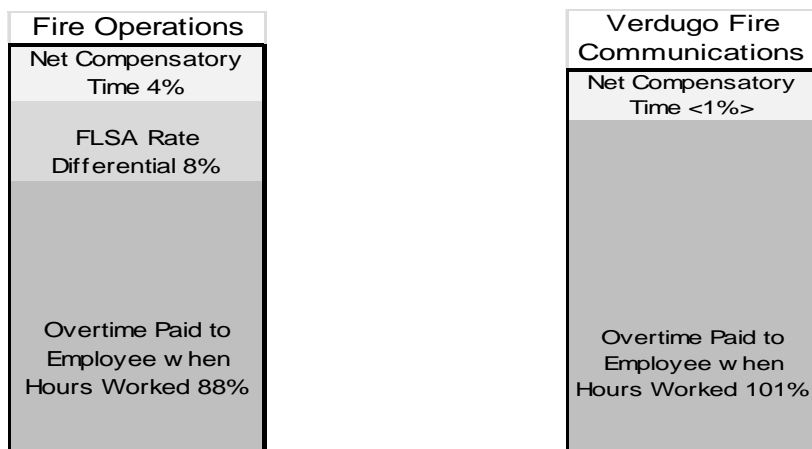 Fire Operations
Net Compensatory
Time 4%
FLSA Rate
Differential 8%
Overtime Paid to
Employee w hen
Hours Worked 88%
Verdugo Fire
Communications
Net Compensatory
Time <1%>
Overtime Paid to
Employee w hen
Hours Worked 101%